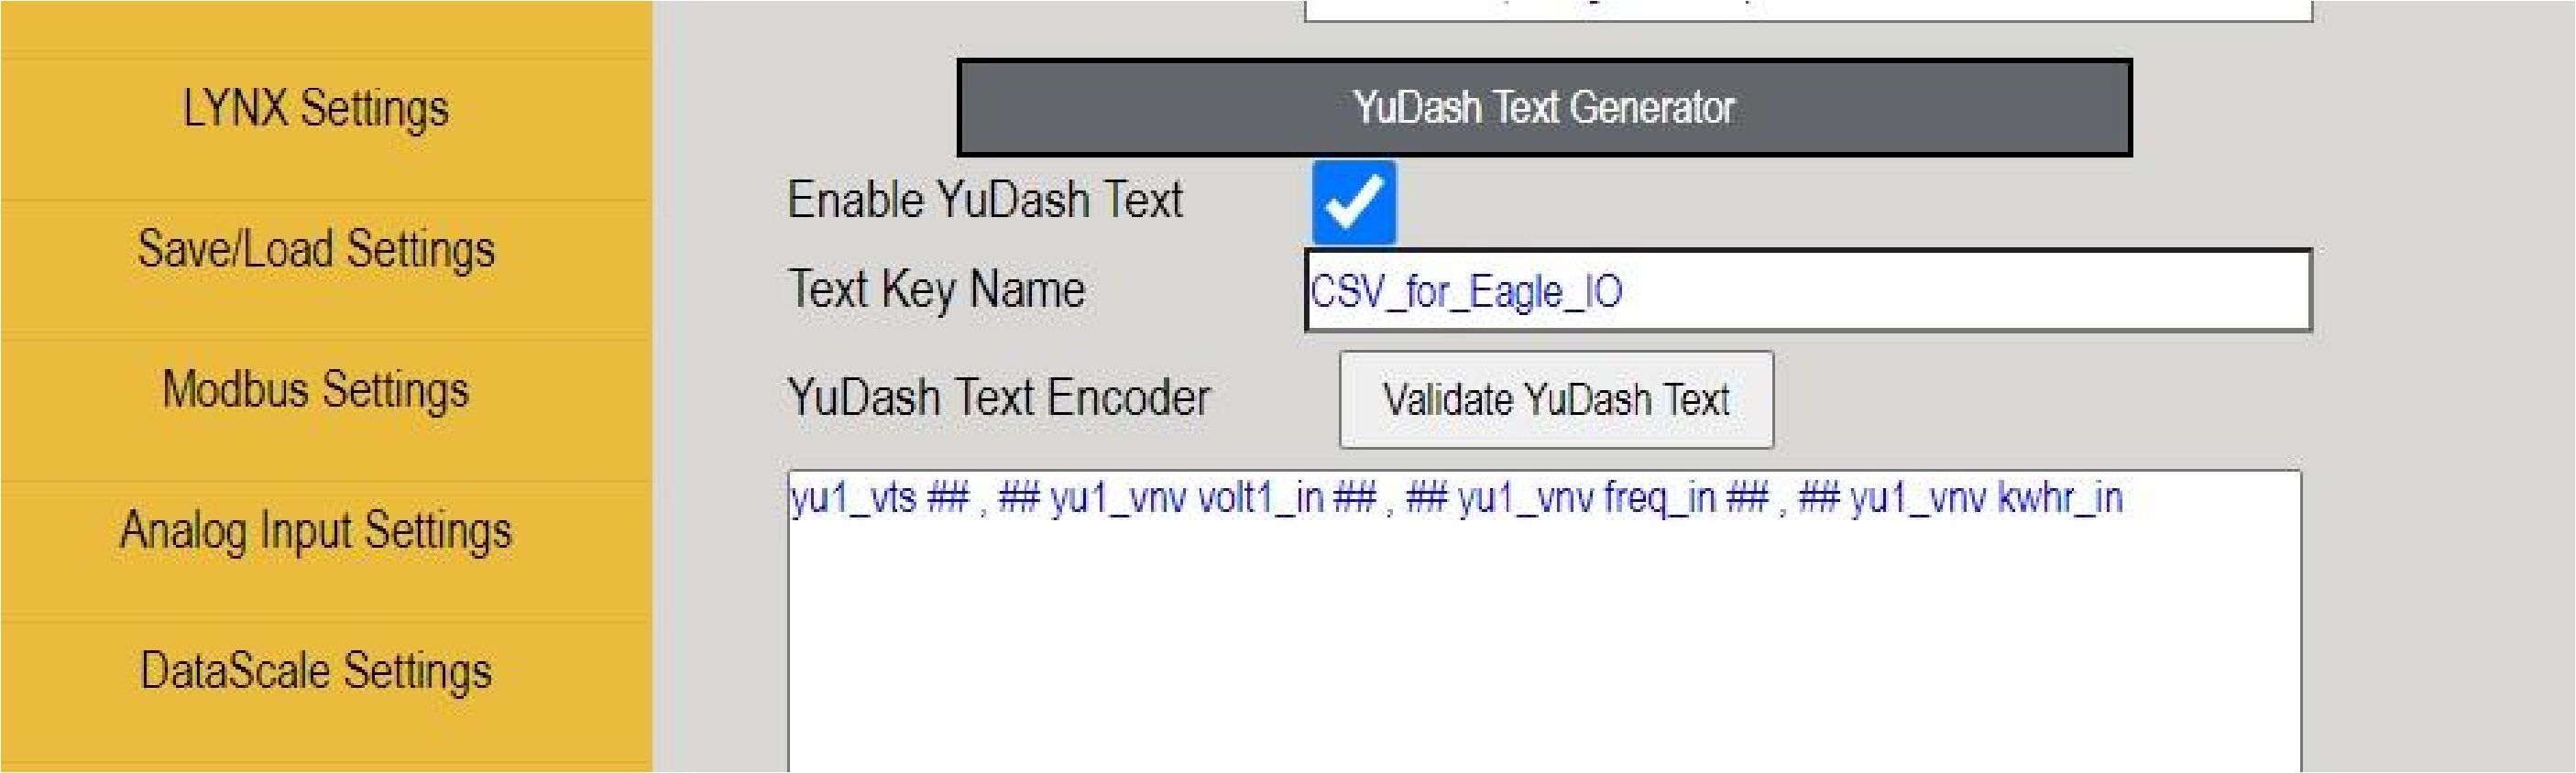 LYNX Settings
Save/Load Settings
Modbus Settings
Analog Input Settings
DataScale Settings
YuDash Text Generator
Enable YuDash Text
Text Key Name
CSV_for_Eagle_IO
YuDash Text Encoder
Validate YuDash Text
yu1_vts ## , ## yu1_vnv volt1_in ## , ## yu1_vnv freq_in ## , ## yu1_vnv kwhr_in